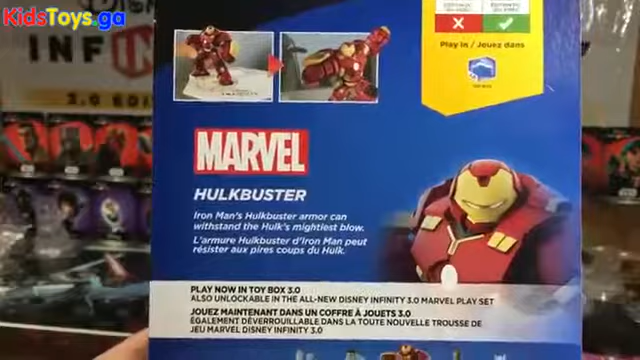 KidsToys.ga
INFIN
3.0 EDI
Play in / Jouez dans
MARVEL
HULKBUSTER
Iron Man's Hulkbuster armor can
withstand the Hulk's mightiest blow.
L'armure Hulkbuster d'Iron Man peut
résister aux pires coups du Hulk.
PLAY NOW IN TOY BOX 3.0
ALSO UNLOCKABLE IN THE ALL-NEW DISNEY INFINITY 3.0 MARVEL PLAY SET
JOUEZ MAINTENANT DANS UN COFFRE À JOUETS 3.0
ÉGALEMENT DÉVERROUILLABLE DANS LA TOUTE NOUVELLE TROUSSE DE
JEU MARVEL DISNEY INFINITY 3.0